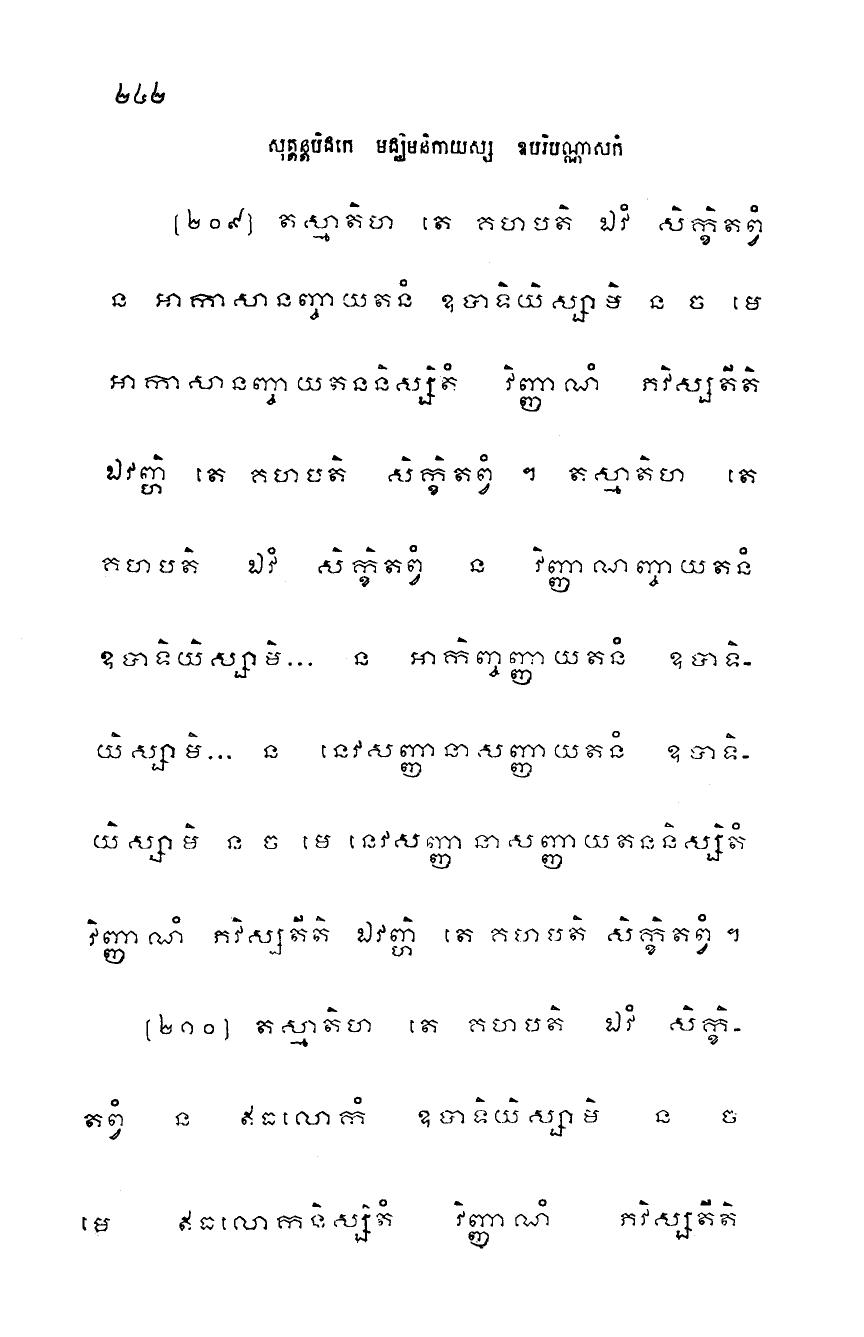 ២៤២
សុត្តន្តបិដកេ មជ្ឈិមនិកាយស្ស ឧបរិបណ្ណាសកំ
(២០៩) តស្មាតិហ តេ គហបតិ ឯវំ សិក្ខិតព្វំ
ន អាកាសានញ្ចាយតនំ ឧបាទិយិស្សាមិ ន ច មេ
អាកាសានញ្ចាយតននិស្សិតំ វិញ្ញាណំ ភវិស្សតីតិ
ឯវញ្ហិ តេ គហបតិ សិក្ខិតព្វំ ។ តស្មាតិហ តេ
គហបតិ ឯវំ សិក្ខិតព្វំ ន វិញ្ញាណញ្ចាយតនំ
ឧបាទិយិស្សាមិ... ន អាកិញ្ចញ្ញាយតនំ ឧបាទិ-
យិស្សាមិ... ន នេវសញ្ញានាសញ្ញាយតនំ ឧបាទិ-
យិស្សាមិ ន ច មេ នេវសញ្ញានាសញ្ញាយតននិស្សិតំ
វិញ្ញាណំ ភវិស្សតីតិ ឯវញ្ហិ តេ គហបតិ សិក្ខិតព្វំ ។
(២១០) តស្មាតិហ តេ គហបតិ ឯវំ សិក្ខិ-
តព្វំ ន ឥធលោកំ ឧបាទិយិស្សាមិ ន ច
មេ ឥធលោកនិស្សិតំ វិញ្ញាណំ ភវិស្សតីតិ